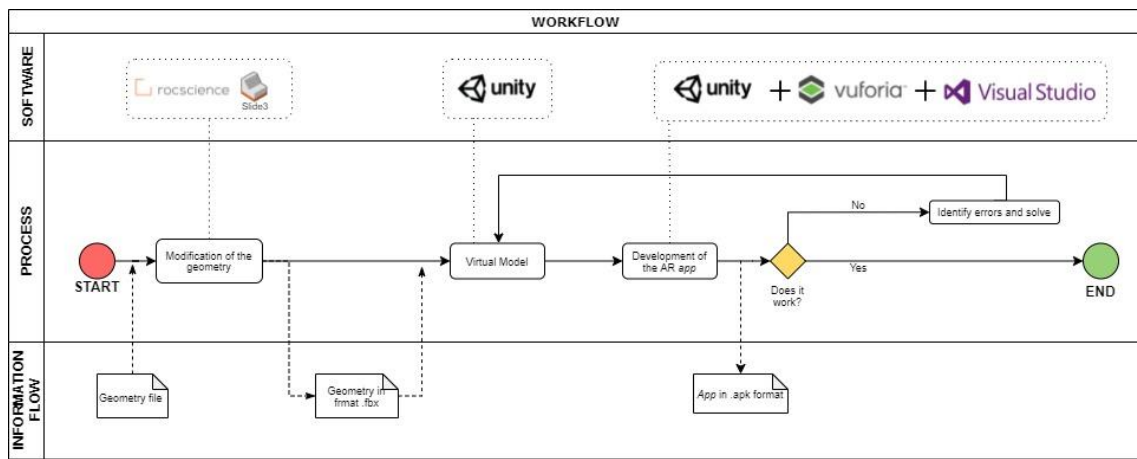 WORKFLOW
SOFTWARE
rocscience
Slide3
unity
unity + vuforia + Visual Studio
PROCESS
START
Modification of the
geometry
Virtual Model
Development of
the AR app
Does it
work?
No
Identify errors and solve
Yes
END
INFORMATION
FLOW
Geometry file
Geometry in
frmat .fbx
App in .apk format